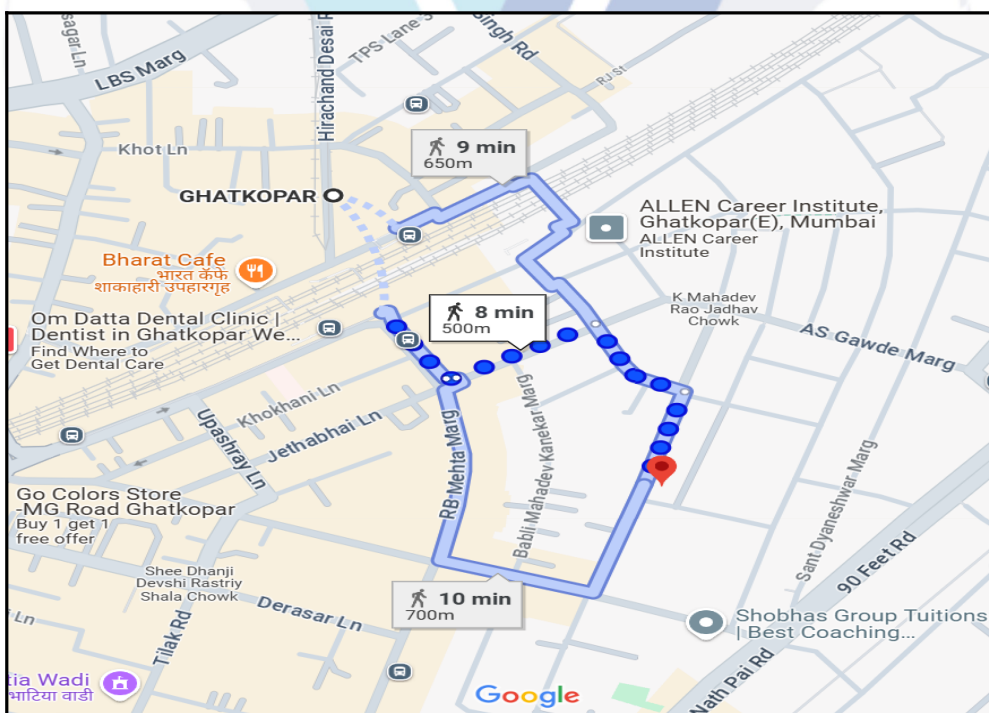 sagar Ln
LBS Marg
Hirachand Desai R
TPS Lane 3
Singh Rd
RJ St
Khot Ln
9 min
650m
GHATKOPAR
ALLEN Career Institute,
Ghatkopar(E), Mumbai
ALLEN Career
Institute
Bharat Cafe
भारत कॅफे
शाकाहारी उपहारगृह
8 min
500m
K Mahadev
Rao Jadhav
Chowk
Om Datta Dental Clinic |
Dentist in Ghatkopar We...
Find Where to
Get Dental Care
AS Gawde Marg
Khokhani Ln
Jethabhai Ln
Upashray Ln
RB Mehta Marg
Babli Mahadev Kanekar Marg
Sant Dyaneshwar Marg
90 Feet Rd
Go Colors Store
-MG Road Ghatkopar
Buy 1 get 1
free offer
Shee Dhanji
Devshi Rastriy
Shala Chowk
10 min
700m
Derasar Ln
Tilak Rd
Shobhas Group Tuitions
| Best Coaching...
i Ln
tia Wadi
भाटिया वाडी
Google
Nath Pai Rd